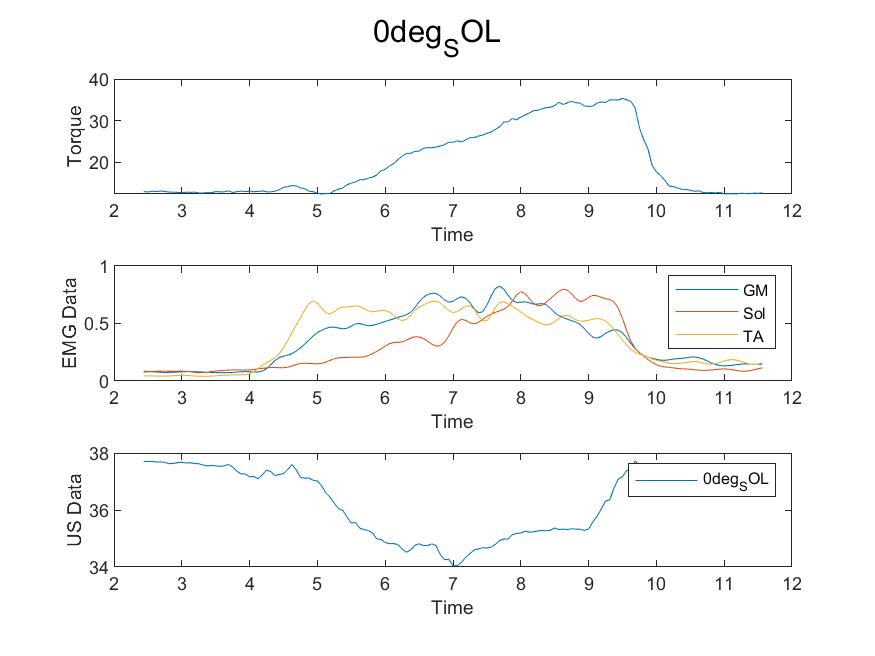 0deg_SOL
40
30
20
Torque
2 3 4 5 6 7 8 9 10 11 12
Time
1
0.5
0
EMG Data
GM
Sol
TA
2 3 4 5 6 7 8 9 10 11 12
Time
38
36
34
US Data
0deg_SOL
2 3 4 5 6 7 8 9 10 11 12
Time